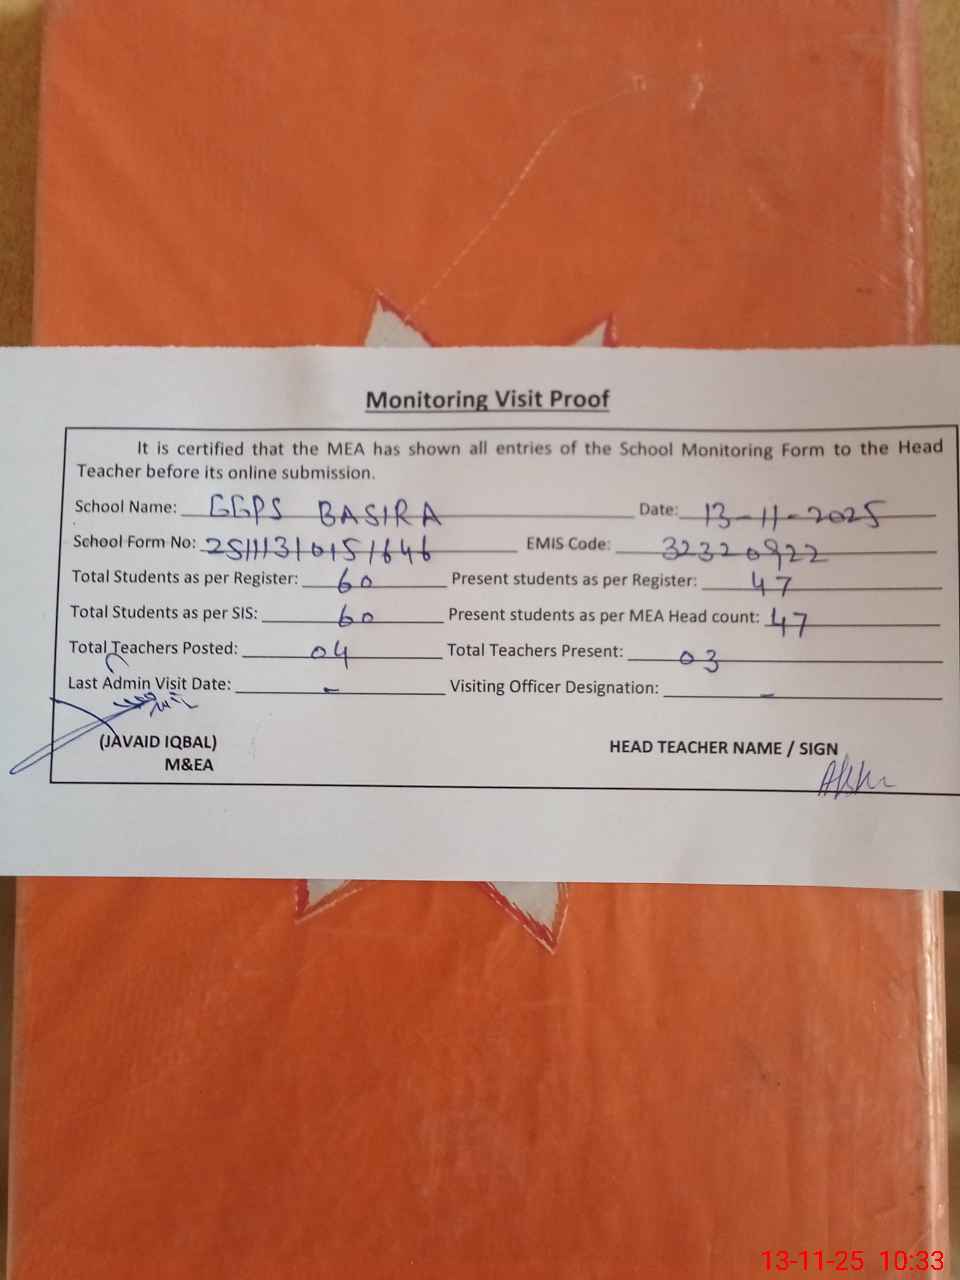 Monitoring Visit Proof
It is certified that the MEA has shown all entries of the School Monitoring Form to the Head
Teacher before its online submission.
School Name: GGPS BASIRA Date: 13-11-2025
School Form No: 25111310151646 EMIS Code: 32320922
Total Students as per Register: 60 Present students as per Register: 47
Total Students as per SIS: 60 Present students as per MEA Head count: 47
Total Teachers Posted: 04 Total Teachers Present: 03
Last Admin Visit Date: - Visiting Officer Designation: -
(JAVAID IQBAL) HEAD TEACHER NAME / SIGN
M&EA
13-11-25 10:33